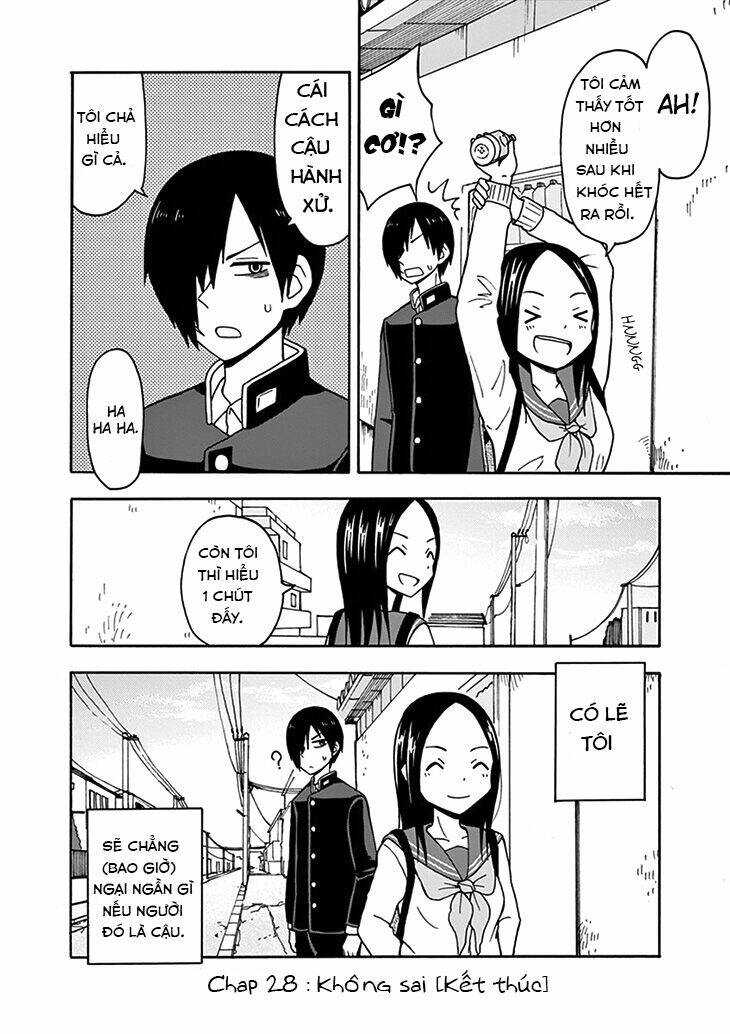 AH!
TÔI CẢM
THẤY TỐT
HƠN
NHIỀU
SAU KHI
KHÓC HẾT
RA RỒI.
HNNNNGG
GÌ
CƠ!?
CÁI
CÁCH
CẬU
HÀNH
XỬ.
TÔI CHẢ
HIỂU
GÌ CẢ.
HA
HA HA.
CÒN TÔI
THÌ HIỂU
1 CHÚT
ĐẤY.
CÓ LẼ
TÔI
?
SẼ CHẲNG
(BAO GIỜ)
NGẠI NGẦN GÌ
NẾU NGƯỜI
ĐÓ LÀ CẬU.
Chap 28 : Không sai [Kết thúc]